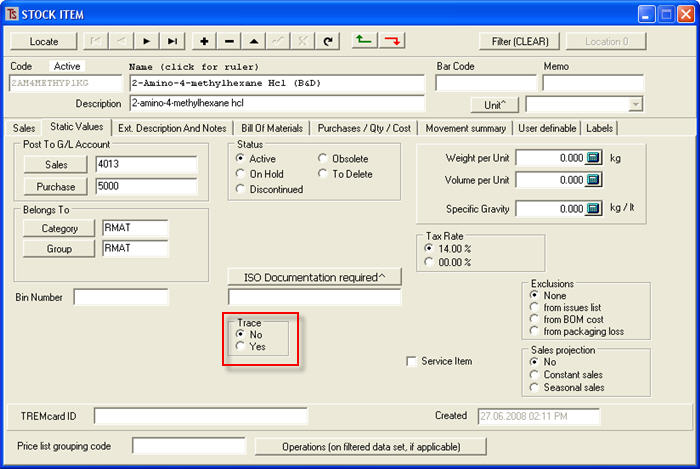 TS STOCK ITEM
Locate Filter (CLEAR) Location 0
Code Active Name (click for ruler) Bar Code Memo
2AM4METHYP1KG 2-Amino-4-methylhexane Hcl (B&D)
Description 2-amino-4-methylhexane hcl Unit^
Sales Static Values Ext. Description And Notes Bill Of Materials Purchases / Qty / Cost Movement summary User definable Labels
Post To G/L Account
Sales 4013
Purchase 5000
Status
Active Obsolete
On Hold To Delete
Discontinued
Weight per Unit 0.000 kg
Volume per Unit 0.000
Specific Gravity 0.000 kg / lt
Belongs To
Category RMAT
Group RMAT
Tax Rate
14.00 %
00.00 %
ISO Documentation required^
Bin Number
Exclusions
None
from issues list
from BOM cost
from packaging loss
Trace
No
Yes
Service Item
Sales projection
No
Constant sales
Seasonal sales
TREMcard ID Created 27.06.2008 02:11 PM
Price list grouping code Operations (on filtered data set, if applicable)